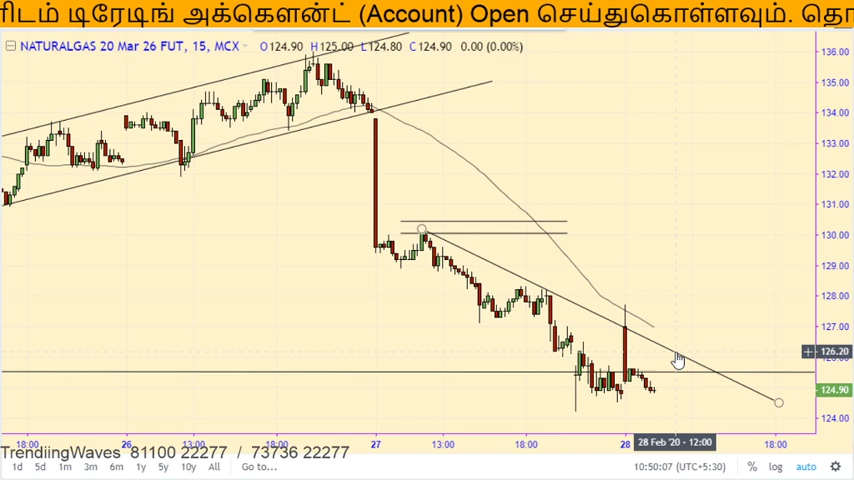 ரிடம் டிரேடிங் அக்கௌண்ட் (Account) Open செய்துகொள்ளவும். தொ
NATURALGAS 20 Mar 26 FUT, 15, MCX O124.90 H125.00 L124.80 C124.90 0.00 (0.00%)
136.00
135.00
134.00
133.00
132.00
131.00
130.00
129.00
128.00
127.00
126.20
124.90
124.00
18:00 26 18:00 27 13:00 18:00 28 28 Feb '20 - 12:00 18:00
TrendiingWaves 81100 22277 / 73736 22277
1d 5d 1m 3m 6m 1y 5y 10y All Go to... 10:50:07 (UTC+5:30) % log auto